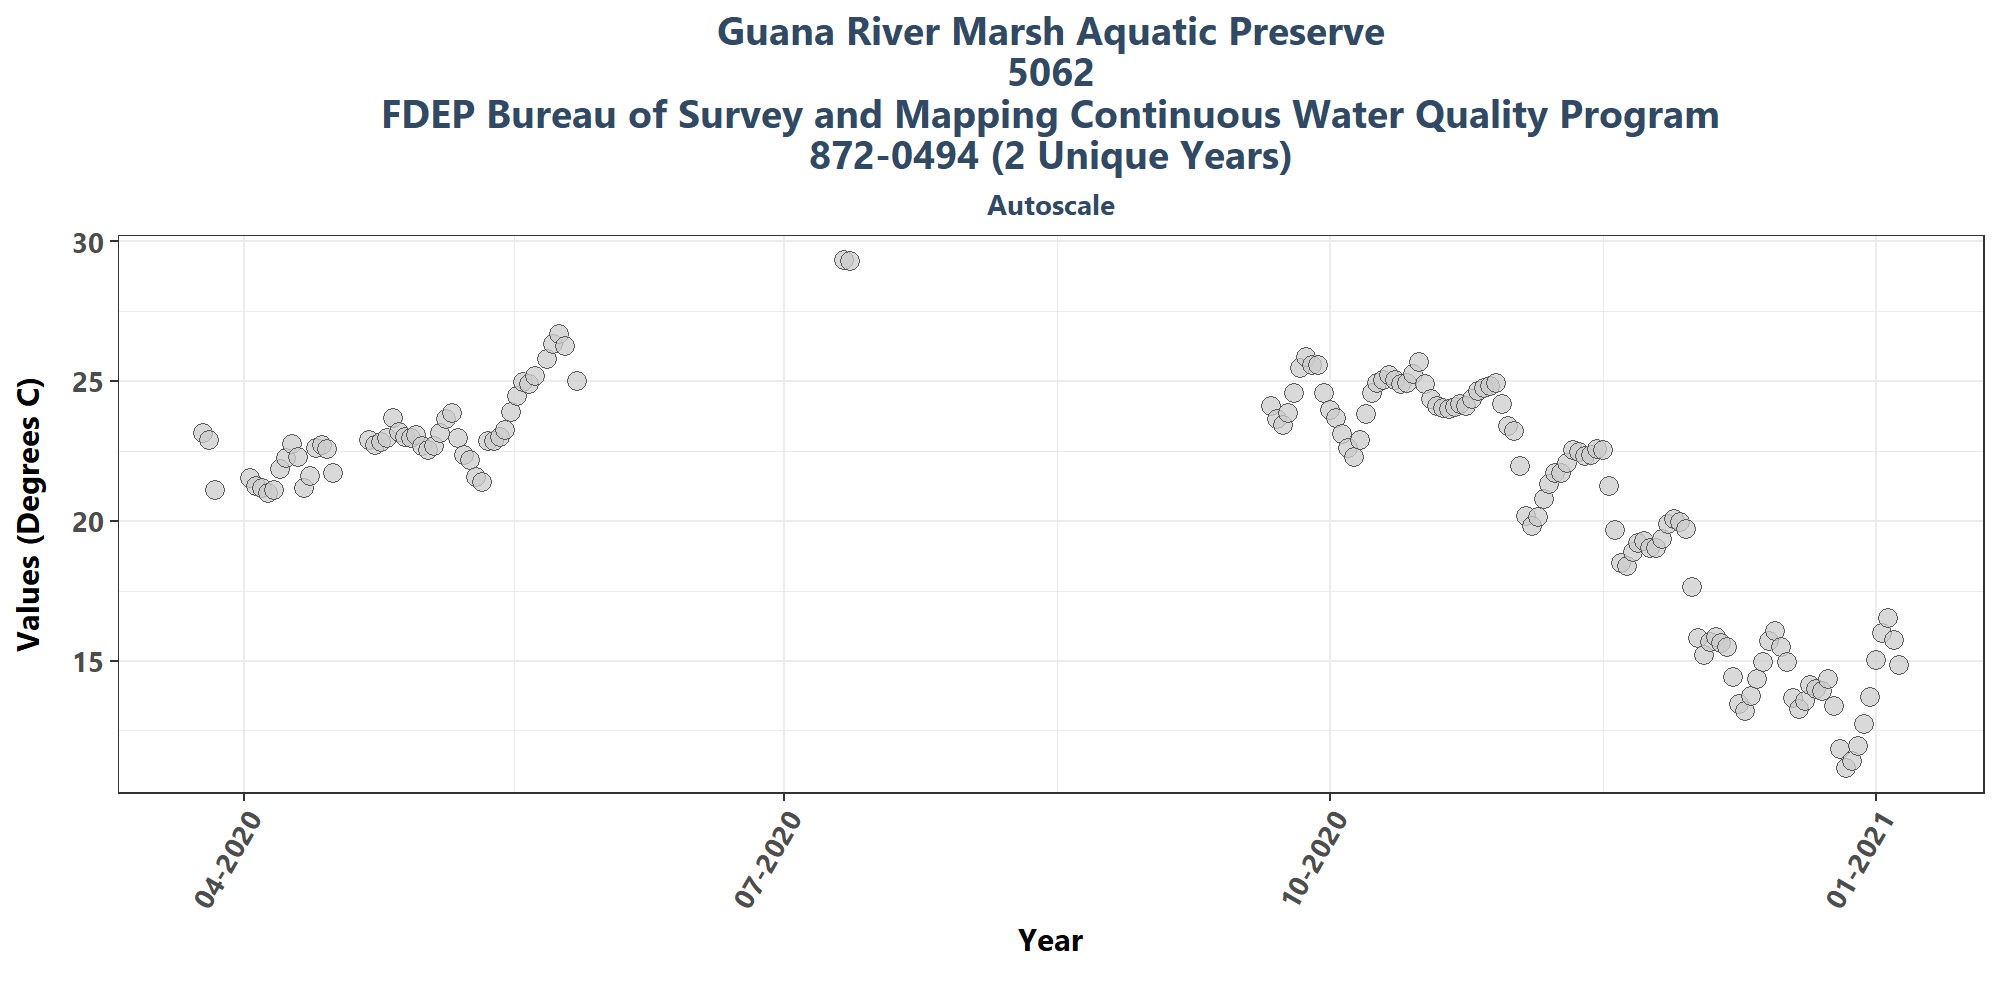 Guana River Marsh Aquatic Preserve
5062
FDEP Bureau of Survey and Mapping Continuous Water Quality Program
872-0494 (2 Unique Years)
Autoscale
30
25
20
15
Values (Degrees C)
04-2020
07-2020
10-2020
01-2021
Year